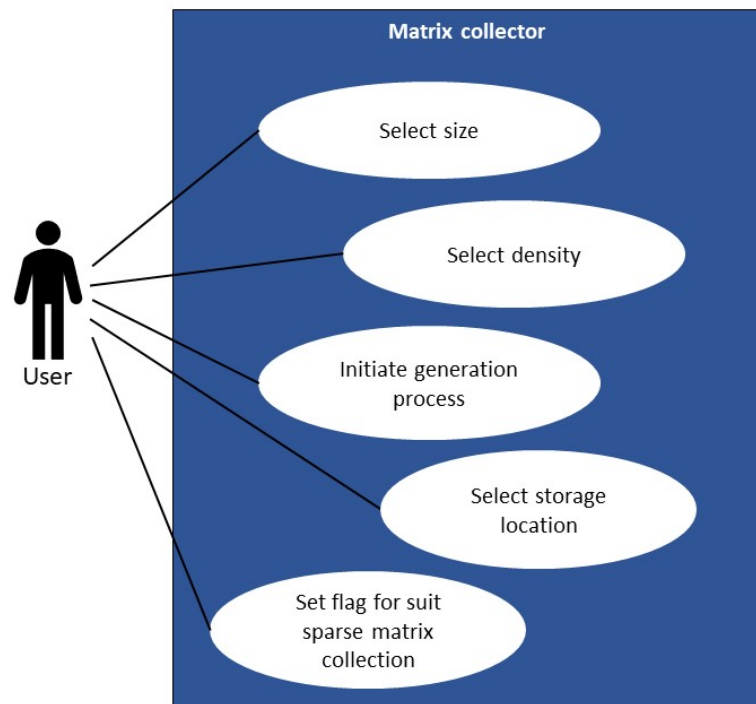 Matrix collector
Select size
Select density
User
Initiate generation
process
Select storage
location
Set flag for suit
sparse matrix
collection